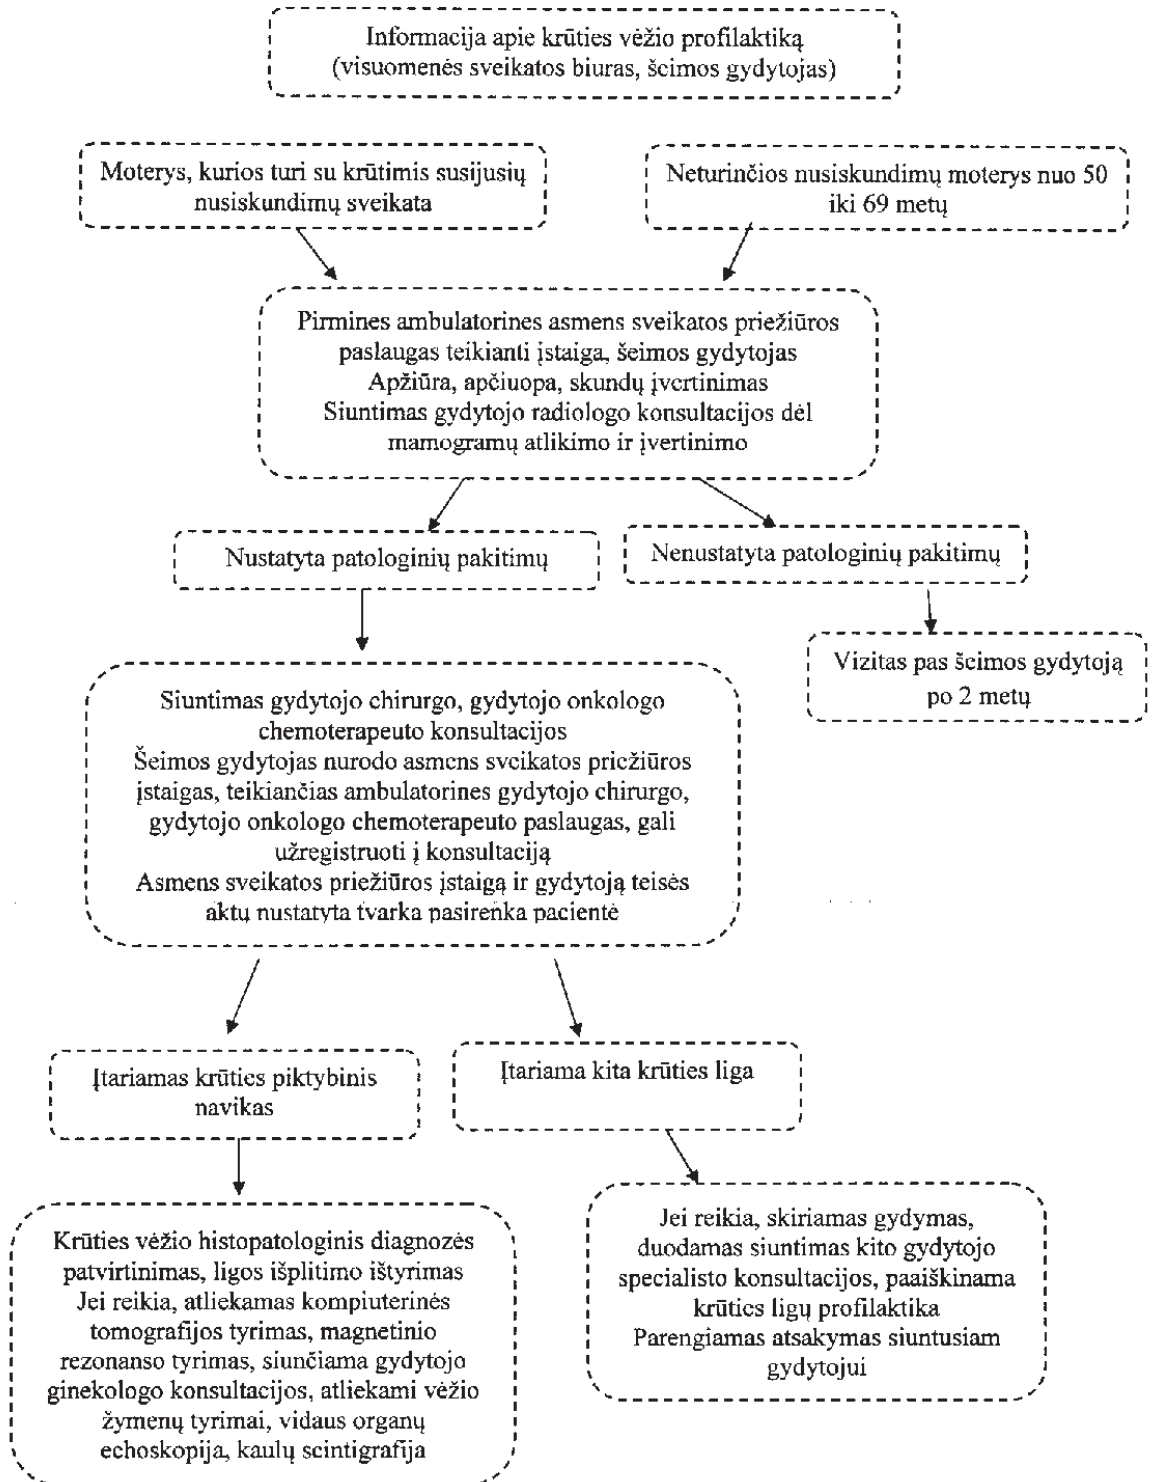 Informacija apie krūties vėžio profilaktiką
(visuomenės sveikatos biuras, šeimos gydytojas)
Moterys, kurios turi su krūtimis susijusių
nusiskundimų sveikata
Neturinčios nusiskundimų moterys nuo 50
iki 69 metų
Pirmines ambulatorines asmens sveikatos priežiūros
paslaugas teikianti įstaiga, šeimos gydytojas
Apžiūra, apčiuopa, skundų įvertinimas
Siuntimas gydytojo radiologo konsultacijos dėl
mamogramų atlikimo ir įvertinimo
Nustatyta patologinių pakitimų
Nenustatyta patologinių pakitimų
Vizitas pas šeimos gydytoją
po 2 metų
Siuntimas gydytojo chirurgo, gydytojo onkologo
chemoterapeuto konsultacijos
Šeimos gydytojas nurodo asmens sveikatos priežiūros
įstaigas, teikiančias ambulatorines gydytojo chirurgo,
gydytojo onkologo chemoterapeuto paslaugas, gali
užregistruoti į konsultaciją
Asmens sveikatos priežiūros įstaigą ir gydytoją teisės
aktų nustatyta tvarka pasirenka pacientė
Įtariamas krūties piktybinis
navikas
Įtariama kita krūties liga
Krūties vėžio histopatologinis diagnozės
patvirtinimas, ligos išplitimo ištyrimas
Jei reikia, atliekamas kompiuterinės
tomografijos tyrimas, magnetinio
rezonanso tyrimas, siunčiama gydytojo
ginekologo konsultacijos, atliekami vėžio
žymenų tyrimai, vidaus organų
echoskopija, kaulų scintigrafija
Jei reikia, skiriamas gydymas,
duodamas siuntimas kito gydytojo
specialisto konsultacijos, paaiškinama
krūties ligų profilaktika
Parengiamas atsakymas siuntusiam
gydytojui